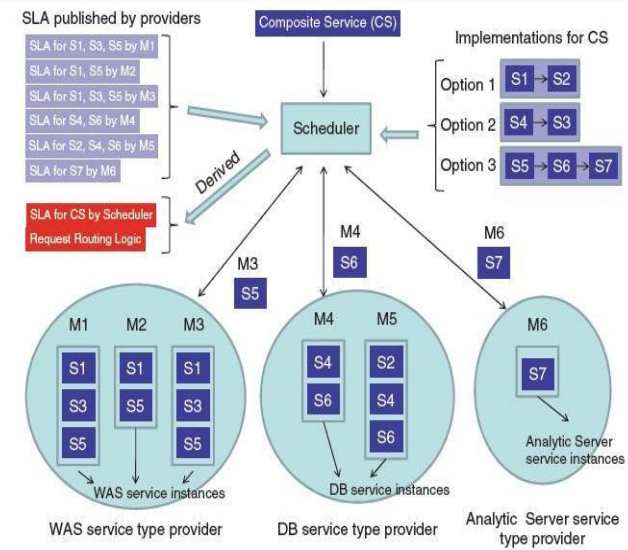 SLA published by providers
SLA for S1, S3, S5 by M1
SLA for S1, S5 by M2
SLA for S1, S3, S5 by M3
SLA for S4, S6 by M4
SLA for S2, S4, S6 by M5
SLA for S7 by M6
SLA for CS by Scheduler
Request Routing Logic
Derived
Composite Service (CS)
Scheduler
Implementations for CS
Option 1 S1 S2
Option 2 S4 S3
Option 3 S5 S6 S7
M3
S5
M4
S6
M6
S7
M1 M2 M3
S1 S1 S1
S3 S5 S3
S5 S5
WAS service instances
WAS service type provider
M4 M5
S4 S2
S6 S4
S6
DB service instances
DB service type provider
M6
S7
Analytic Server
service instances
Analytic Server service
type provider